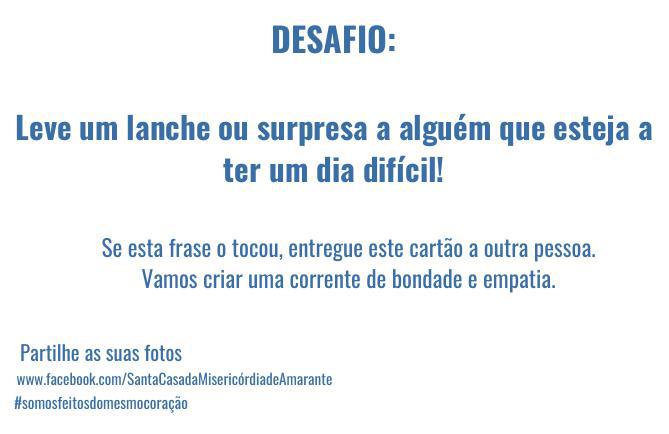 DESAFIO:
Leve um lanche ou surpresa a alguém que esteja a
ter um dia difícil!
Se esta frase o tocou, entregue este cartão a outra pessoa.
Vamos criar uma corrente de bondade e empatia.
Partilhe as suas fotos
www.facebook.com/SantaCasadaMisericórdiadeAmarante
#somosfeitosdomesmocoração